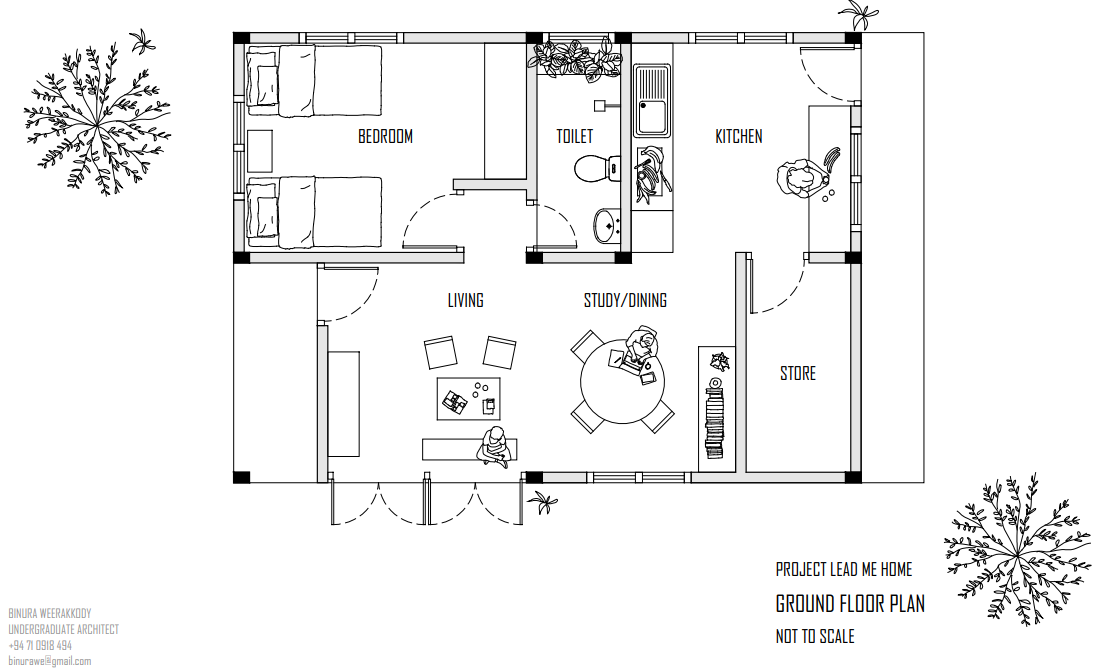 BEDROOM
TOILET
KITCHEN
LIVING
STUDY/DINING
STORE
PROJECT LEAD ME HOME
GROUND FLOOR PLAN
NOT TO SCALE
BINURA WEERAKKODY
UNDERGRADUATE ARCHITECT
+94 71 0918 494
binurawe@gmail.com